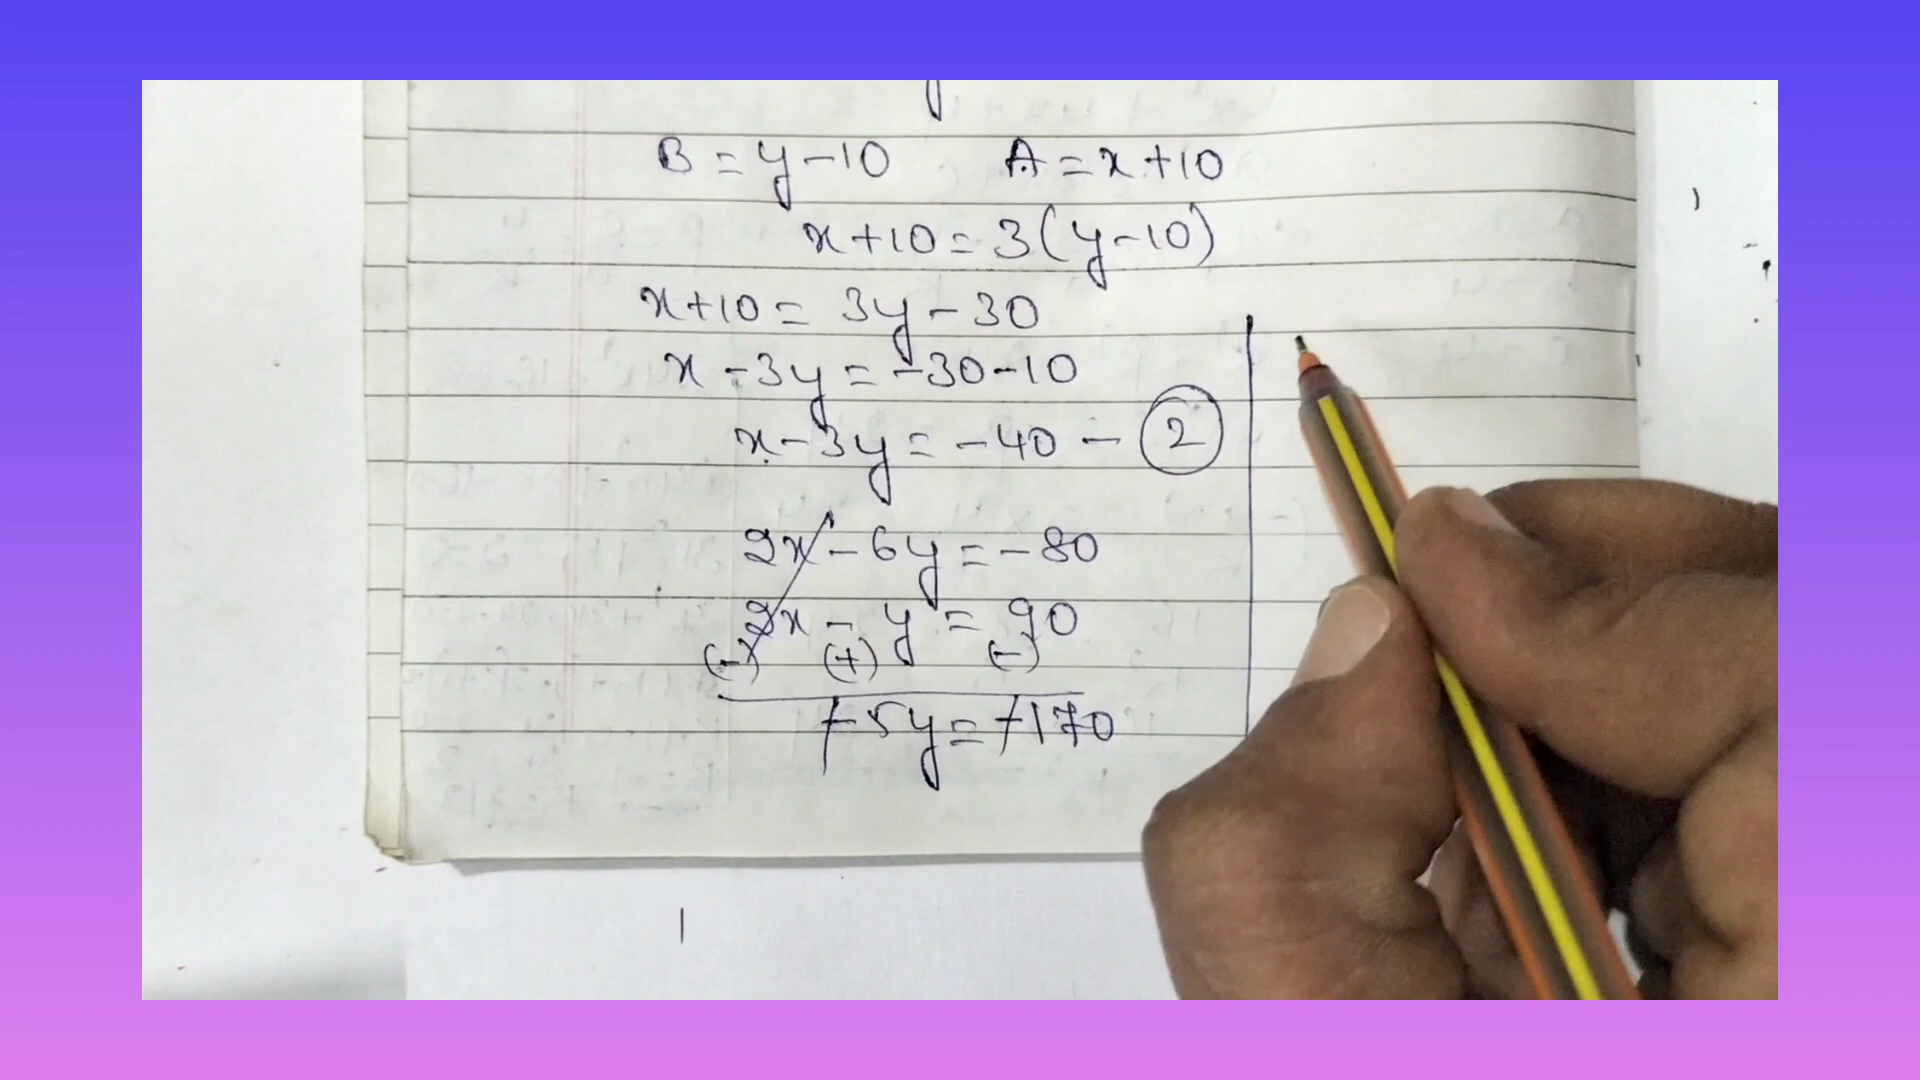 B = y - 10 A = x + 10
x + 10 = 3(y - 10)
x + 10 = 3y - 30
x - 3y = -30 - 10
x - 3y = -40 - 2
2x - 6y = -80
2x - y = 90
(-) (+) (-)
-5y = -170